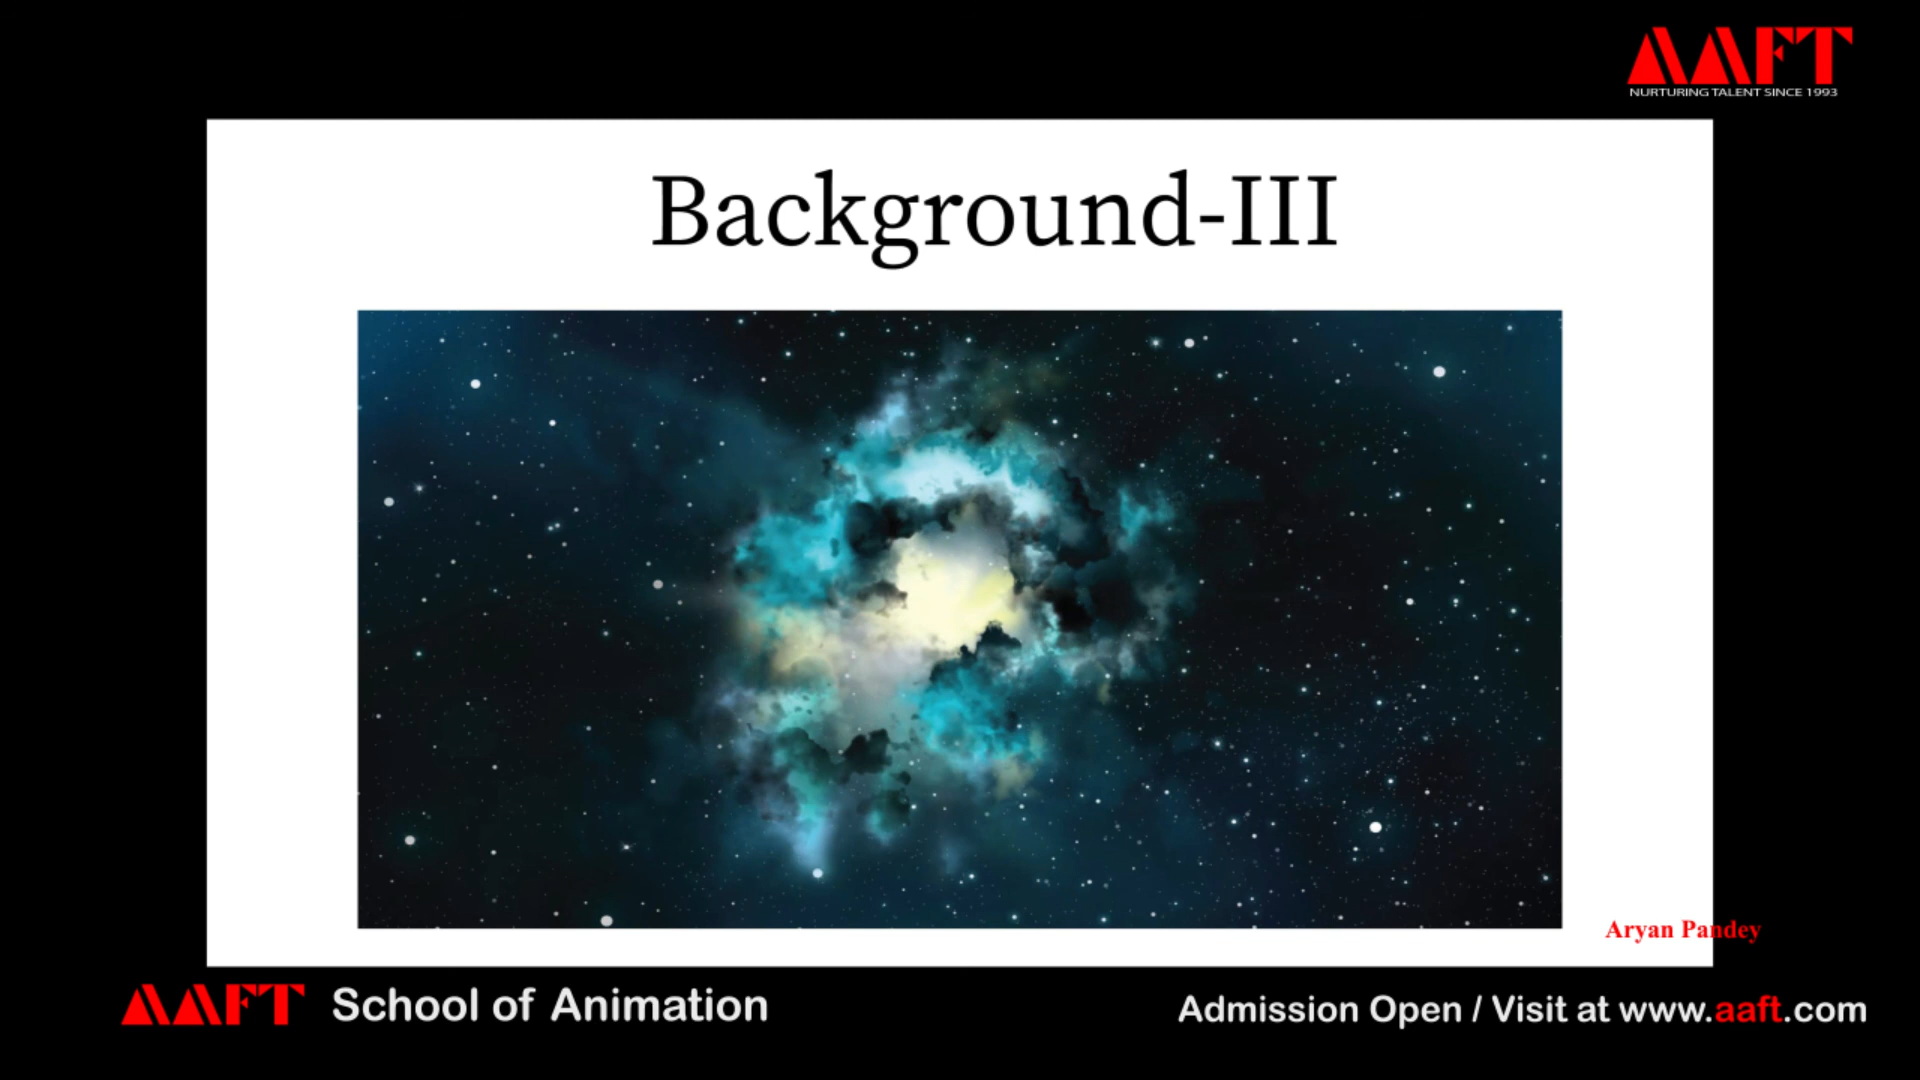 AAFT
NURTURING TALENT SINCE 1993
Background-III
Aryan Pandey
AAFT School of Animation
Admission Open / Visit at www.aaft.com